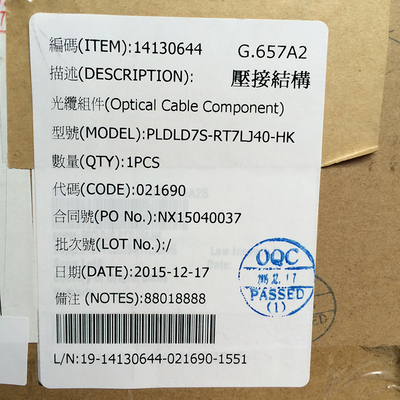 編碼(ITEM):14130644 G.657A2
描述(DESCRIPTION): 壓接結構
光纜組件(Optical Cable Component)
型號(MODEL):PLDLD7S-RT7LJ40-HK
數量(QTY):1PCS
代碼(CODE):021690
合同號(PO No.):NX15040037
批次號(LOT No.):/
日期(DATE):2015-12-17
備注 (NOTES):88018888
OQC
PASSED
(1)
L/N:19-14130644-021690-1551